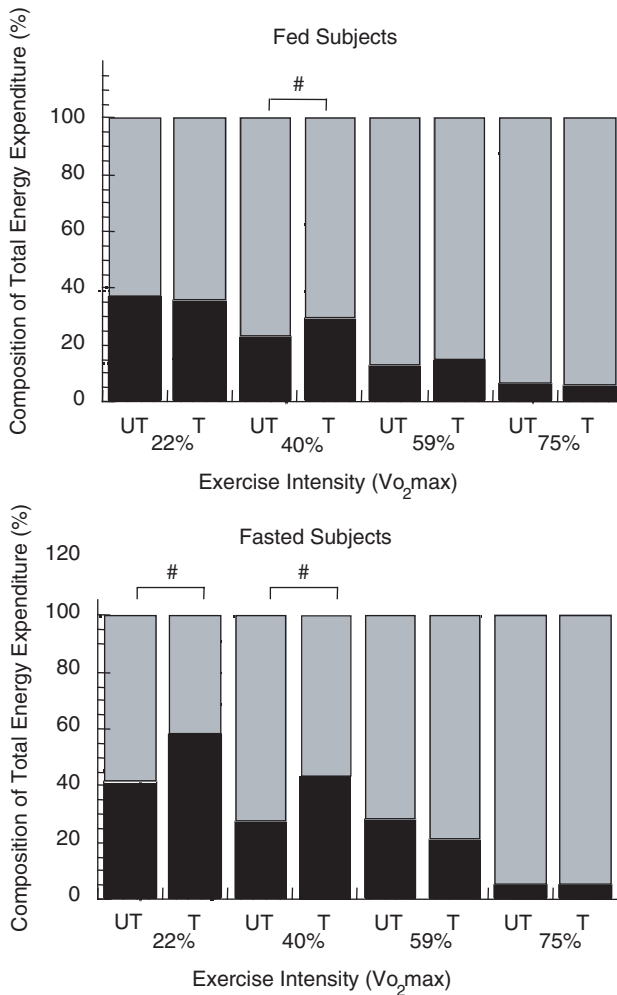 Fed Subjects
Composition of Total Energy Expenditure (%)
#
100
80
60
40
20
0
UT T UT T UT T UT T
22% 40% 59% 75%
Exercise Intensity (Vo2max)
Fasted Subjects
Composition of Total Energy Expenditure (%)
120
# #
100
80
60
40
20
0
UT T UT T UT T UT T
22% 40% 59% 75%
Exercise Intensity (Vo2max)